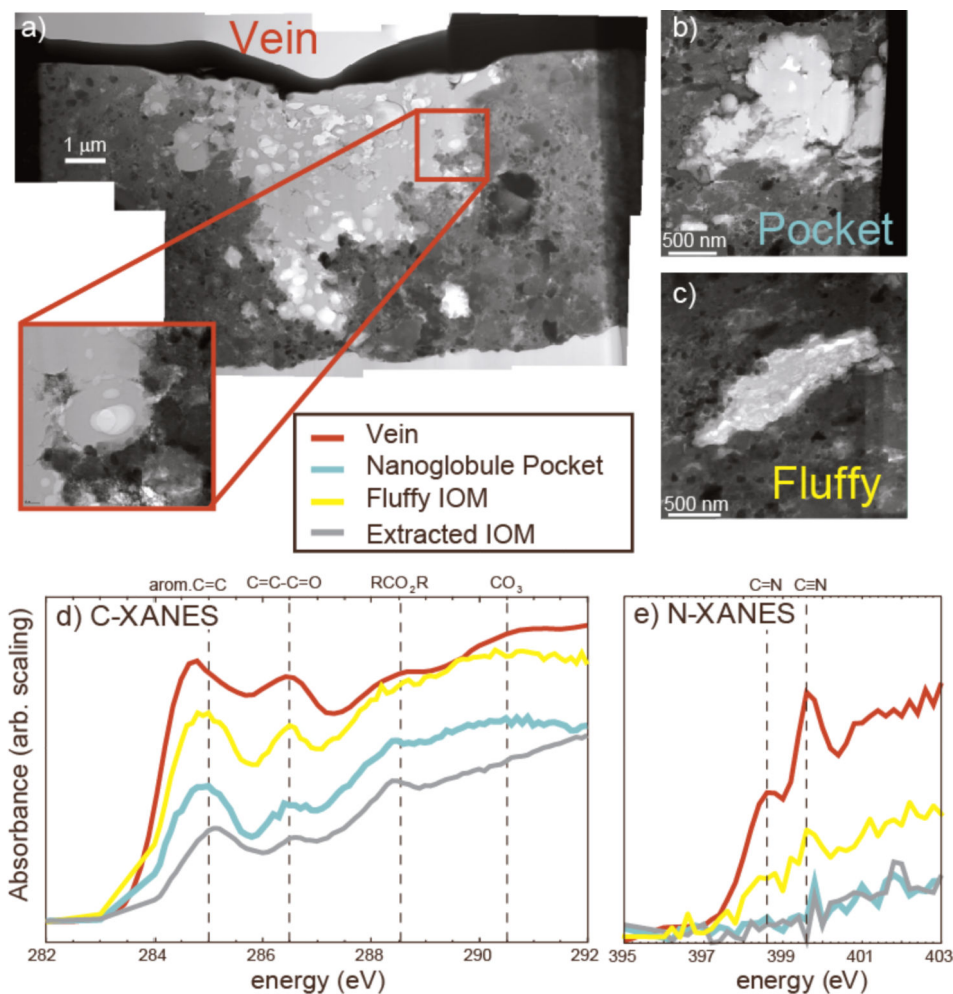 a)
Vein
1 µm
b)
500 nm
Pocket
c)
500 nm
Fluffy
Vein
Nanoglobule Pocket
Fluffy IOM
Extracted IOM
arom.C=C
C=C-C=O
RCO₂R
CO₃
d) C-XANES
Absorbance (arb. scaling)
282
284
286
288
290
292
energy (eV)
C=N
C≡N
e) N-XANES
395
397
399
401
403
energy (eV)